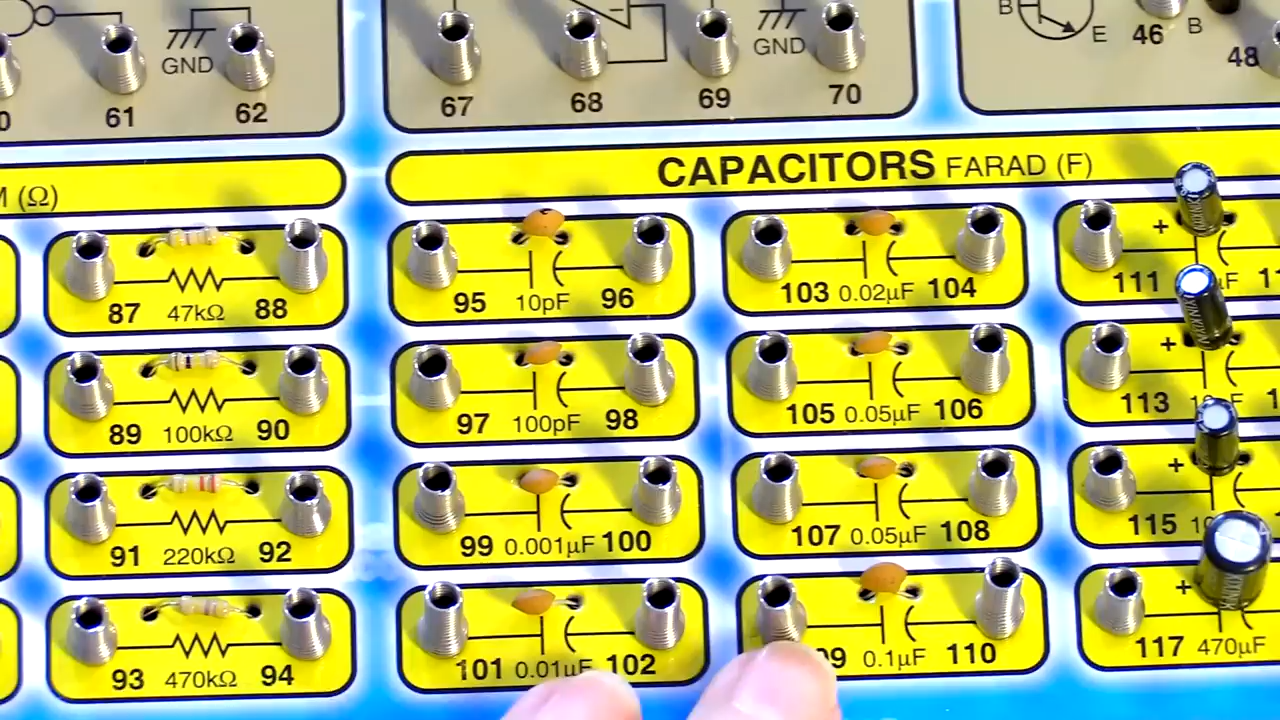 B
E
46
B
48
GND
GND
61
62
67
68
69
70
(Ω)
CAPACITORS FARAD (F)
87 47kΩ 88
95 10pF 96
103 0.02µF 104
111
89 100kΩ 90
97 100pF 98
105 0.05µF 106
113
91 220kΩ 92
99 0.001µF 100
107 0.05µF 108
115
93 470kΩ 94
101 0.01µF 102
0.1µF 110
117 470µF